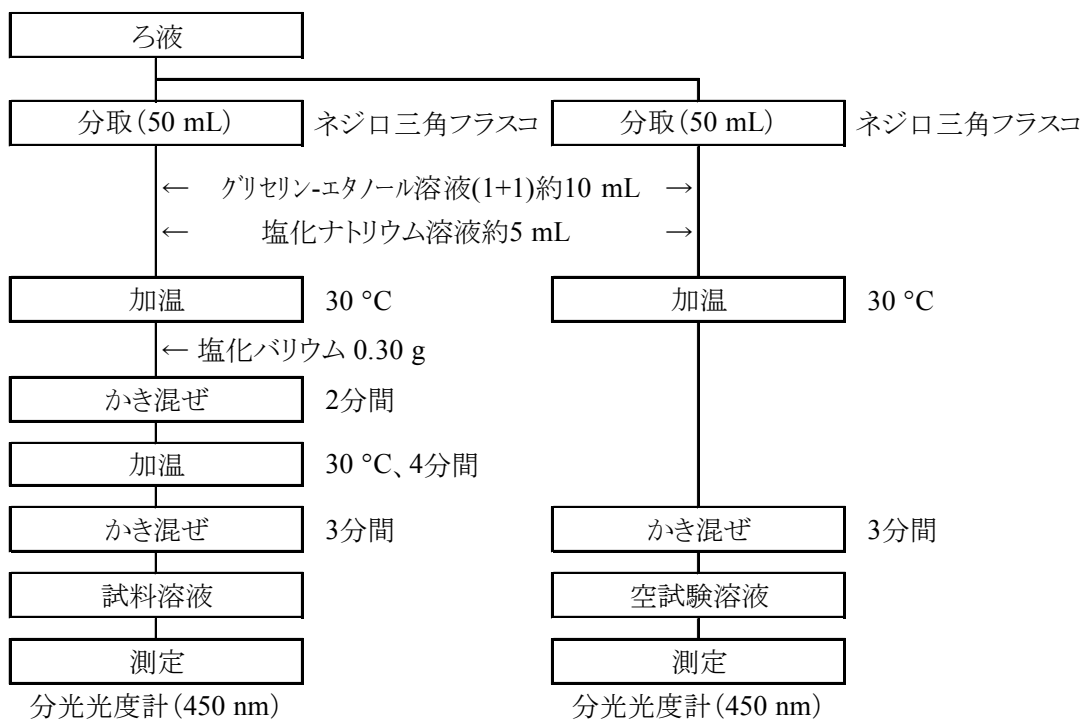 ろ液
分取(50 mL) ネジロ三角フラスコ 分取(50 mL) ネジロ三角フラスコ
← グリセリン-エタノール溶液(1+1)約10 mL →
← 塩化ナトリウム溶液約5 mL →
加温 30 °C 加温 30 °C
← 塩化バリウム 0.30 g
かき混ぜ 2分間
加温 30 °C、4分間
かき混ぜ 3分間 かき混ぜ 3分間
試料溶液 空試験溶液
測定 測定
分光光度計(450 nm) 分光光度計(450 nm)